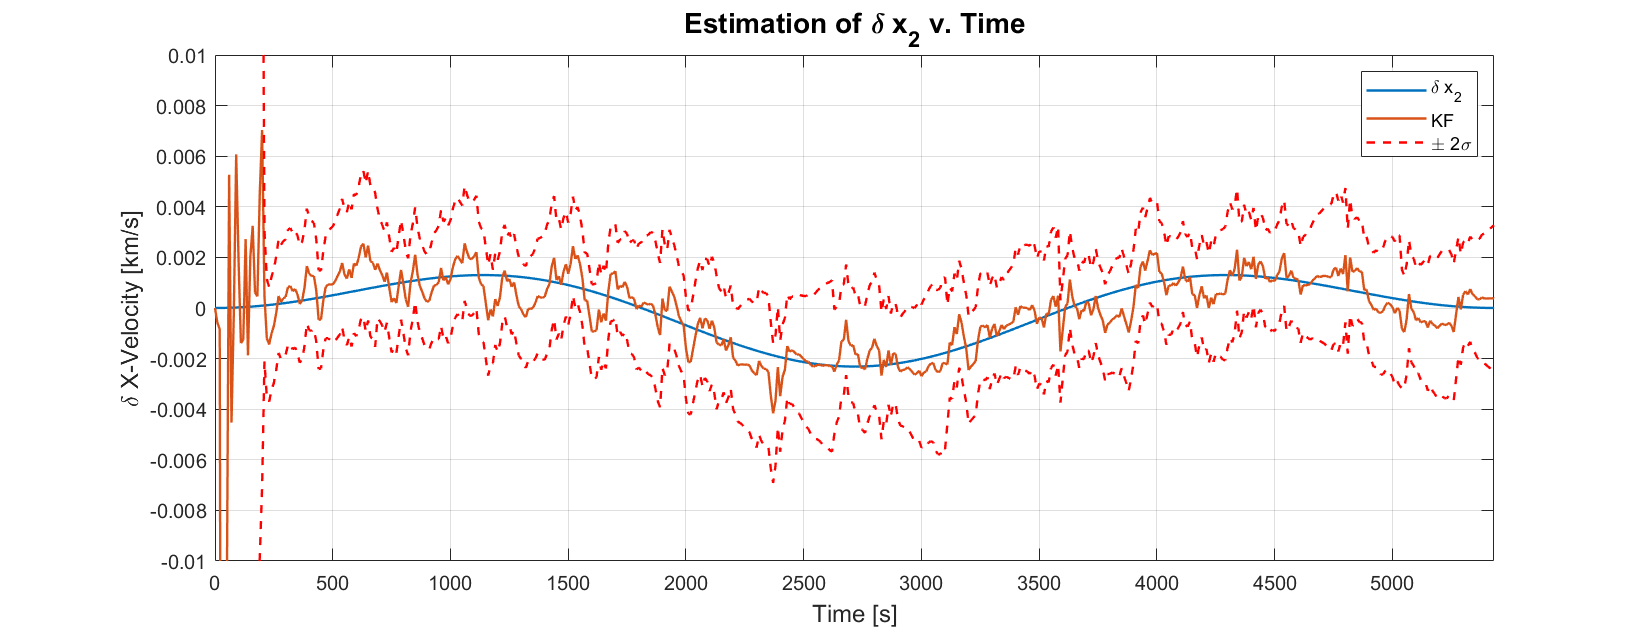 Estimation of δ x₂ v. Time
δ X-Velocity [km/s]
0.01
0.008
0.006
0.004
0.002
0
-0.002
-0.004
-0.006
-0.008
-0.01
δ x₂
KF
± 2σ
0 500 1000 1500 2000 2500 3000 3500 4000 4500 5000
Time [s]